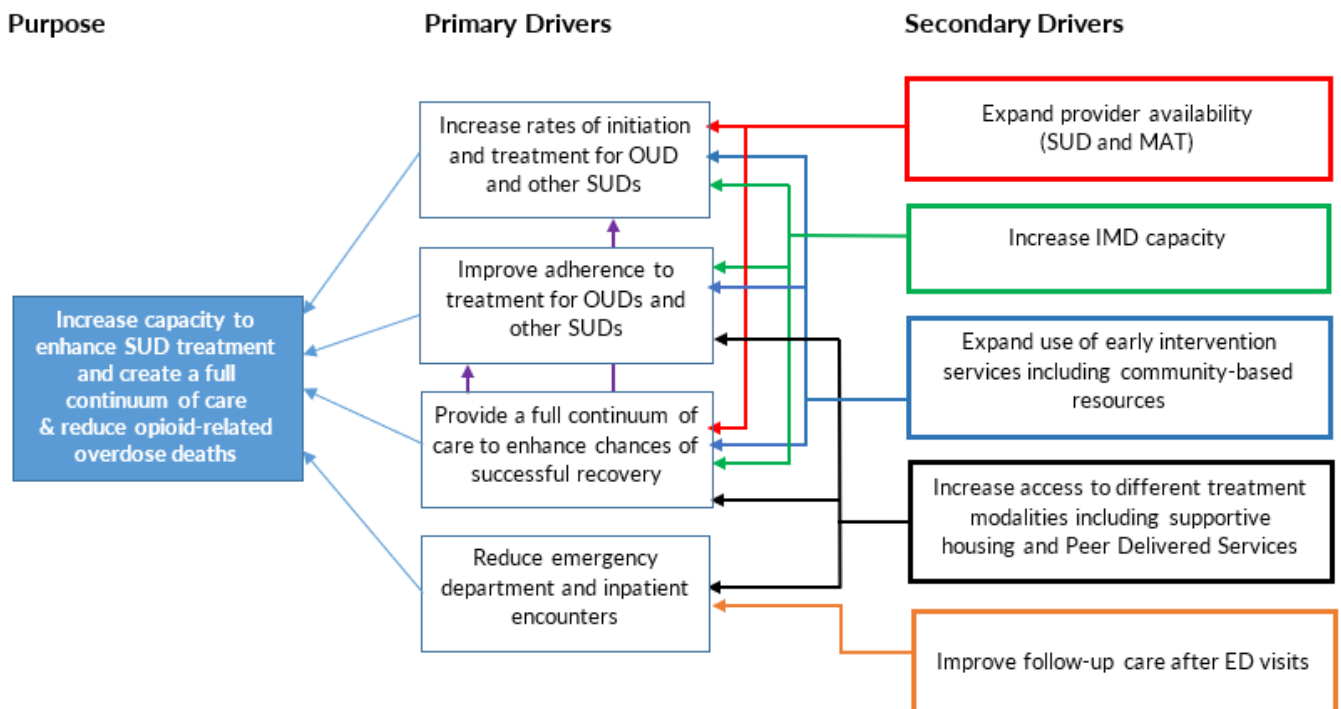 Purpose
Primary Drivers
Secondary Drivers
Increase capacity to
enhance SUD treatment
and create a full
continuum of care
& reduce opioid-related
overdose deaths
Increase rates of initiation
and treatment for OUD
and other SUDs
Improve adherence to
treatment for OUDs and
other SUDs
Provide a full continuum of
care to enhance chances of
successful recovery
Reduce emergency
department and inpatient
encounters
Expand provider availability
(SUD and MAT)
Increase IMD capacity
Expand use of early intervention
services including community-based
resources
Increase access to different treatment
modalities including supportive
housing and Peer Delivered Services
Improve follow-up care after ED visits